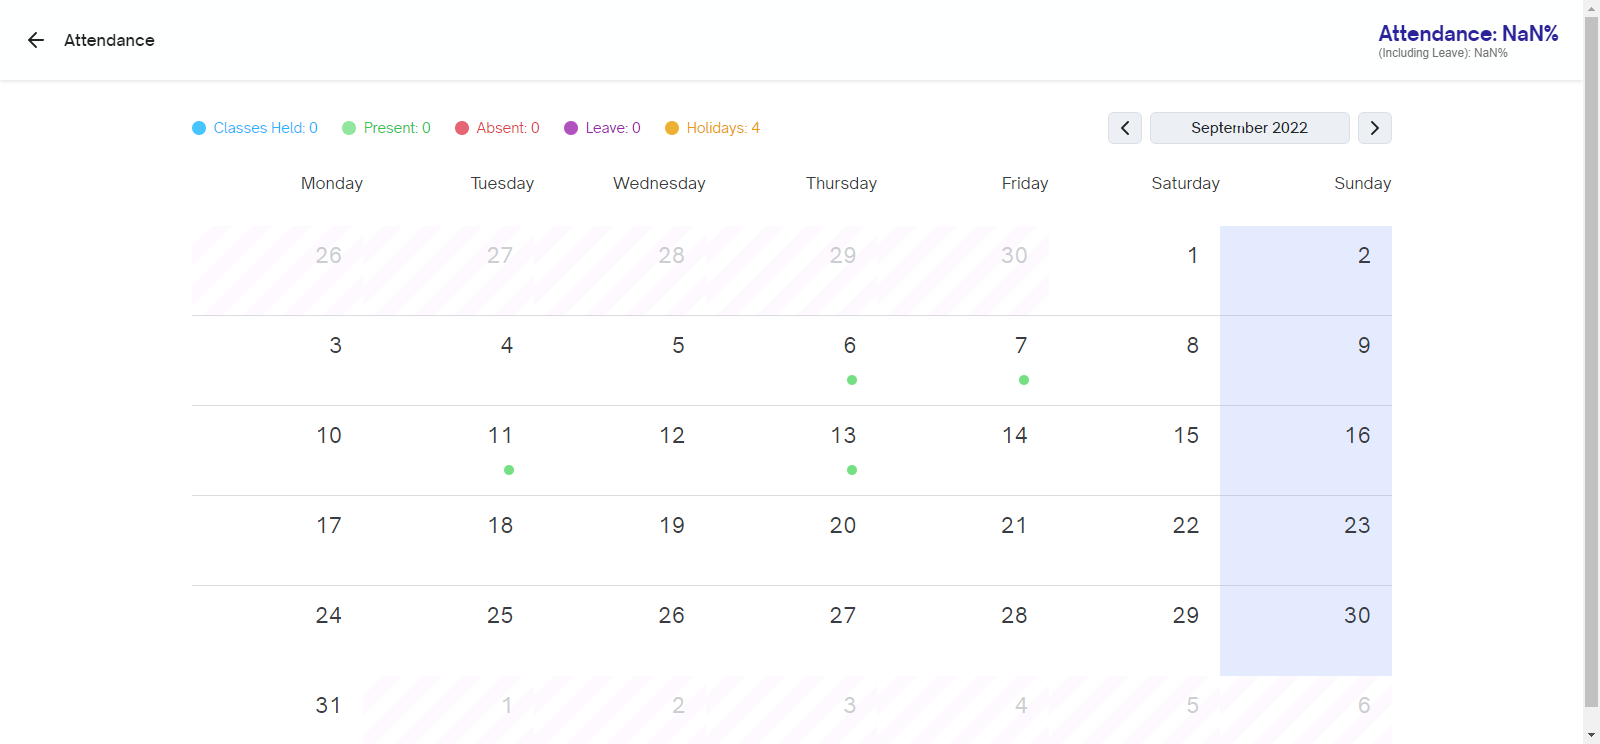 Attendance
Attendance: NaN%
(Including Leave): NaN%
Classes Held: 0 Present: 0 Absent: 0 Leave: 0 Holidays: 4
September 2022
Monday Tuesday Wednesday Thursday Friday Saturday Sunday
26 27 28 29 30 1 2
3 4 5 6 7 8 9
10 11 12 13 14 15 16
17 18 19 20 21 22 23
24 25 26 27 28 29 30
31 1 2 3 4 5 6